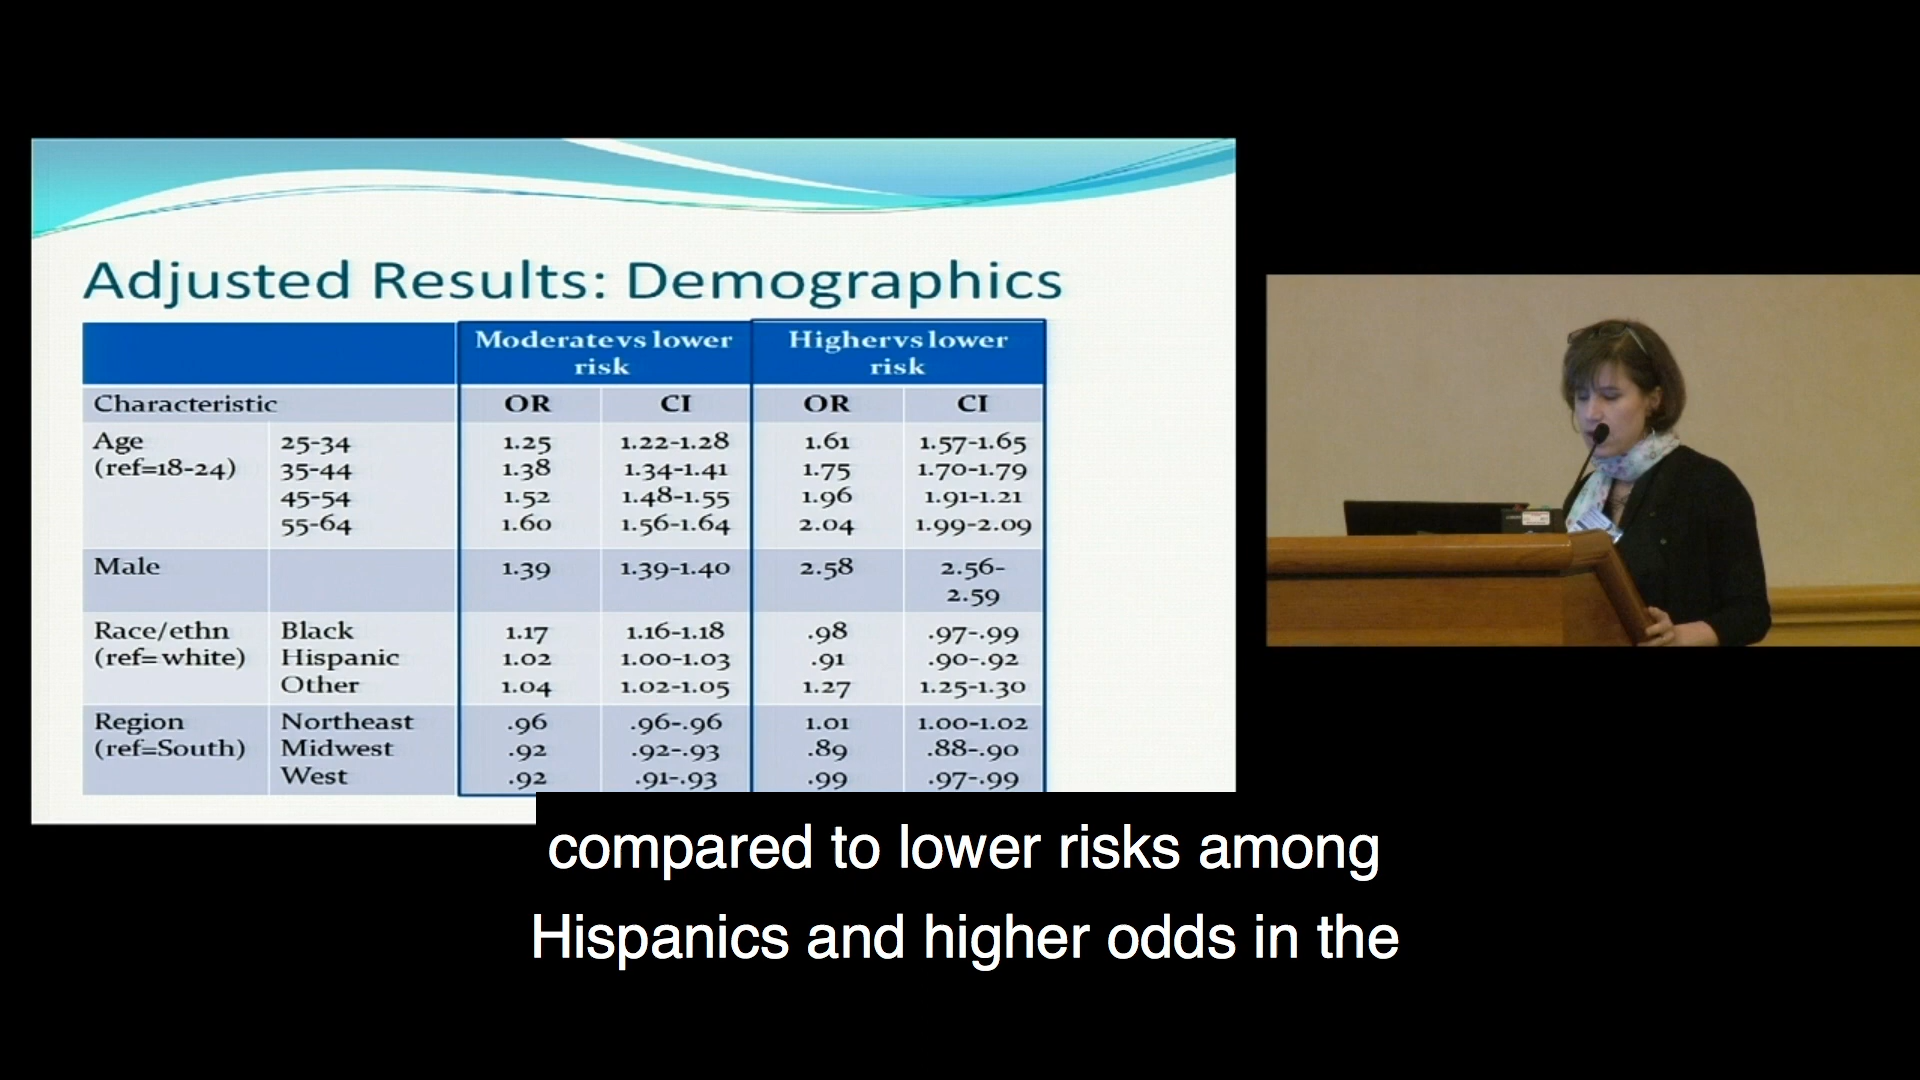 Adjusted Results: Demographics
Moderate vs lower risk Higher vs lower risk
Characteristic OR CI OR CI
Age (ref=18-24) 25-34 1.25 1.22-1.28 1.61 1.57-1.65
35-44 1.38 1.34-1.41 1.75 1.70-1.79
45-54 1.52 1.48-1.55 1.96 1.91-1.21
55-64 1.60 1.56-1.64 2.04 1.99-2.09
Male 1.39 1.39-1.40 2.58 2.56-2.59
Race/ethn (ref= white) Black 1.17 1.16-1.18 .98 .97-.99
Hispanic 1.02 1.00-1.03 .91 .90-.92
Other 1.04 1.02-1.05 1.27 1.25-1.30
Region (ref=South) Northeast .96 .96-.96 1.01 1.00-1.02
Midwest .92 .92-.93 .89 .88-.90
West .92 .91-.93 .99 .97-.99
compared to lower risks among
Hispanics and higher odds in the